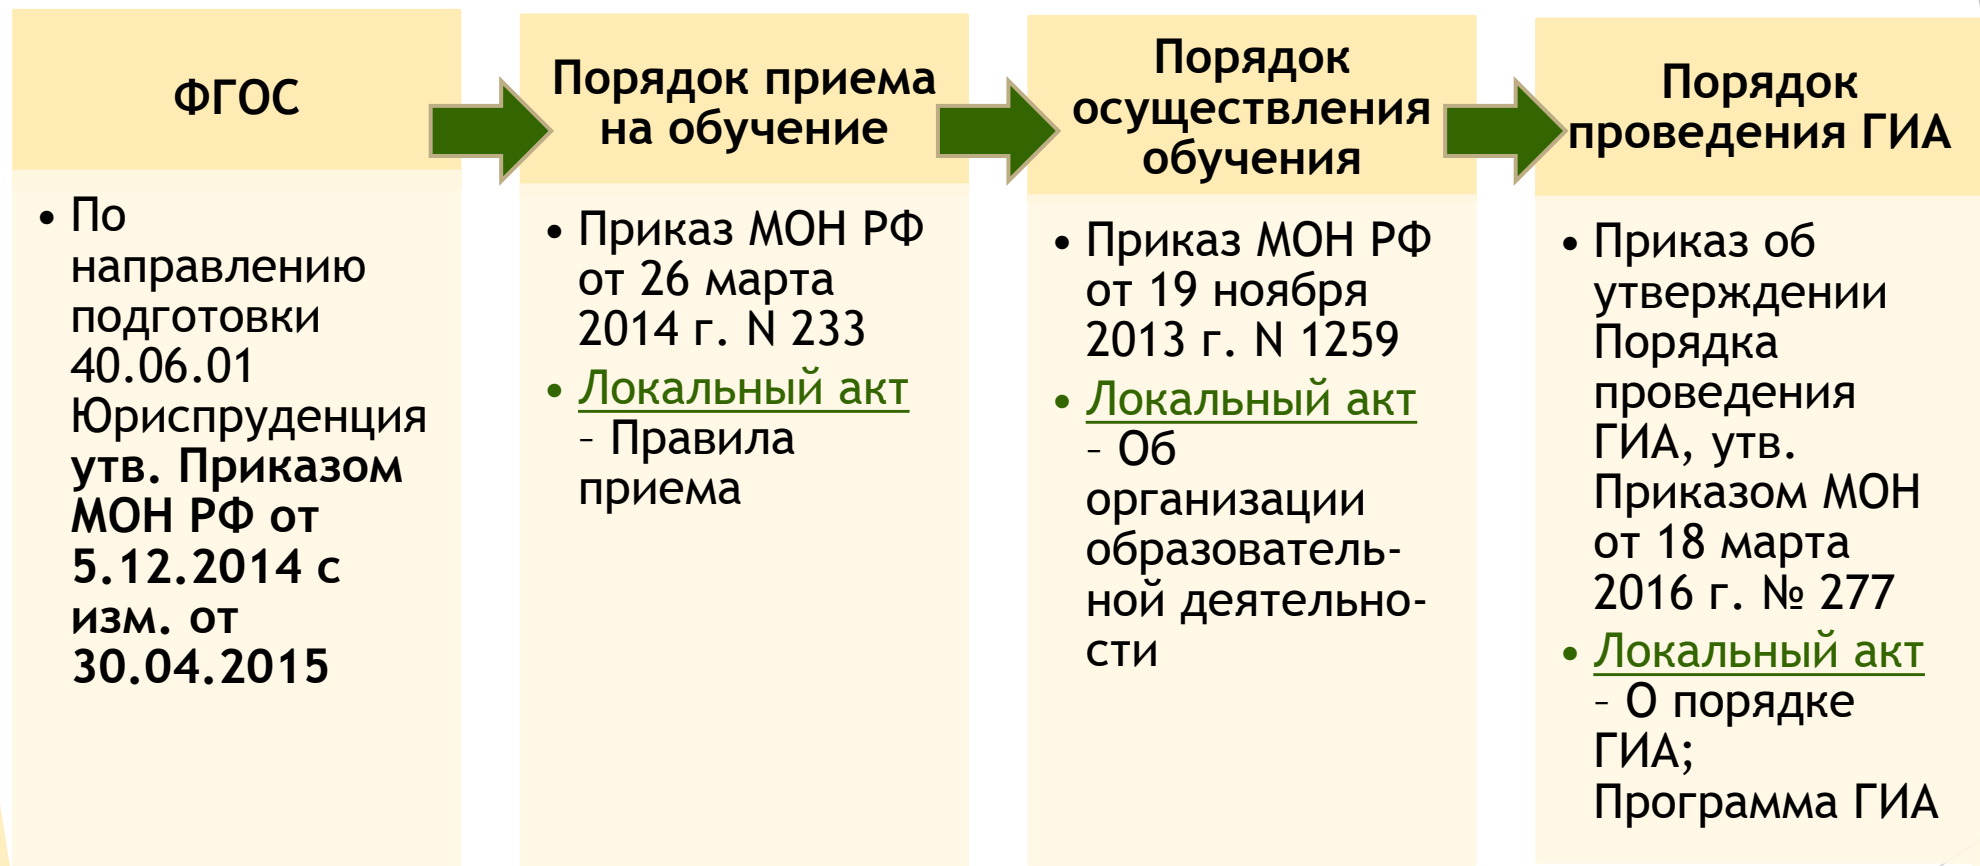 ФГОС
• По
направлению
подготовки
40.06.01
Юриспруденция
утв. Приказом
МОН РФ от
5.12.2014 с
изм. от
30.04.2015
Порядок приема
на обучение
• Приказ МОН РФ
от 26 марта
2014 г. N 233
• Локальный акт
– Правила
приема
Порядок
осуществления
обучения
• Приказ МОН РФ
от 19 ноября
2013 г. N 1259
• Локальный акт
– Об
организации
образователь-
ной деятельно-
сти
Порядок
проведения ГИА
• Приказ об
утверждении
Порядка
проведения
ГИА, утв.
Приказом МОН
от 18 марта
2016 г. № 277
• Локальный акт
– О порядке
ГИА;
Программа ГИА